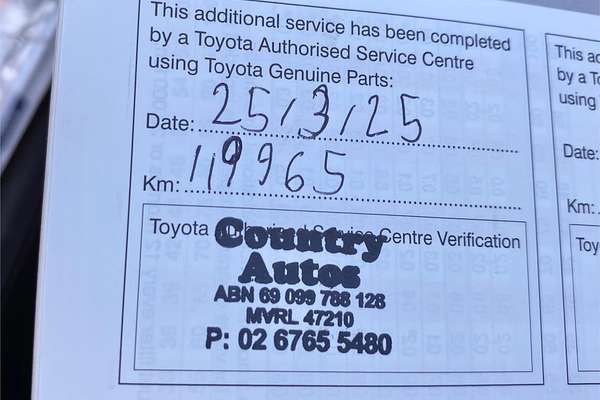 This additional service has been completed
by a Toyota Authorised Service Centre
using Toyota Genuine Parts:
Date: 25/3/25
Km: 119965
Toyota Authorised Service Centre Verification
Country
Autos
ABN 69 099 788 128
MVRL 47210
P: 02 6765 5480
This ad
by a To
using
Date:
Km:
Toy